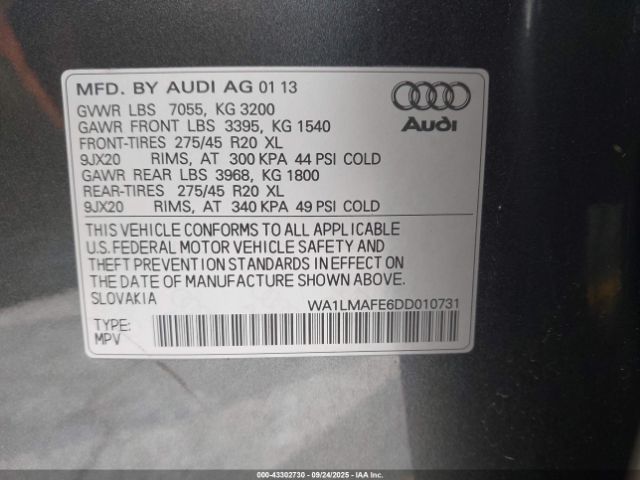 MFD. BY AUDI AG 01 13
GVWR LBS 7055, KG 3200
GAWR FRONT LBS 3395, KG 1540
FRONT-TIRES 275/45 R20 XL
9JX20 RIMS, AT 300 KPA 44 PSI COLD
GAWR REAR LBS 3968, KG 1800
REAR-TIRES 275/45 R20 XL
9JX20 RIMS, AT 340 KPA 49 PSI COLD
Audi
THIS VEHICLE CONFORMS TO ALL APPLICABLE
U.S. FEDERAL MOTOR VEHICLE SAFETY AND
THEFT PREVENTION STANDARDS IN EFFECT ON
THE DATE OF MANUFACTURE SHOWN ABOVE.
SLOVAKIA WA1LMAFE6DD010731
TYPE:
MPV
000-43302730 - 09/24/2025 - IAA Inc.